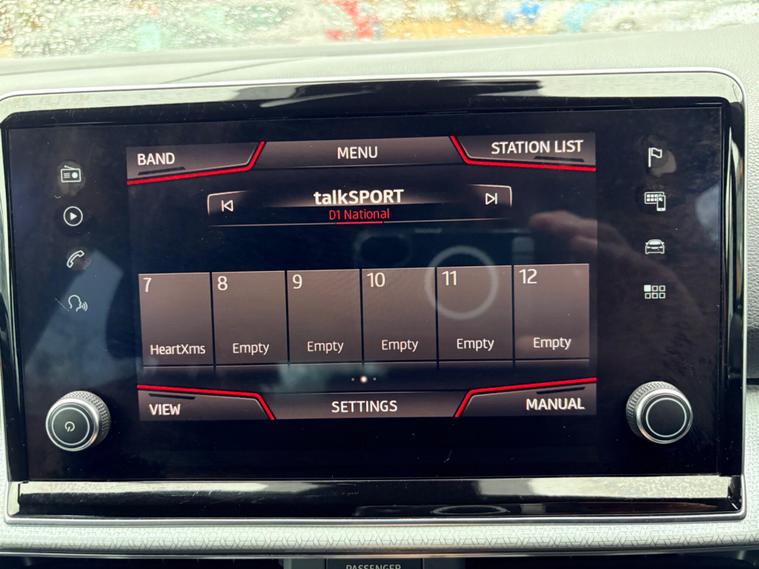 BAND MENU STATION LIST
talkSPORT
D1 National
7 8 9 10 11 12
HeartXms Empty Empty Empty Empty Empty
VIEW SETTINGS MANUAL
PASSENGER